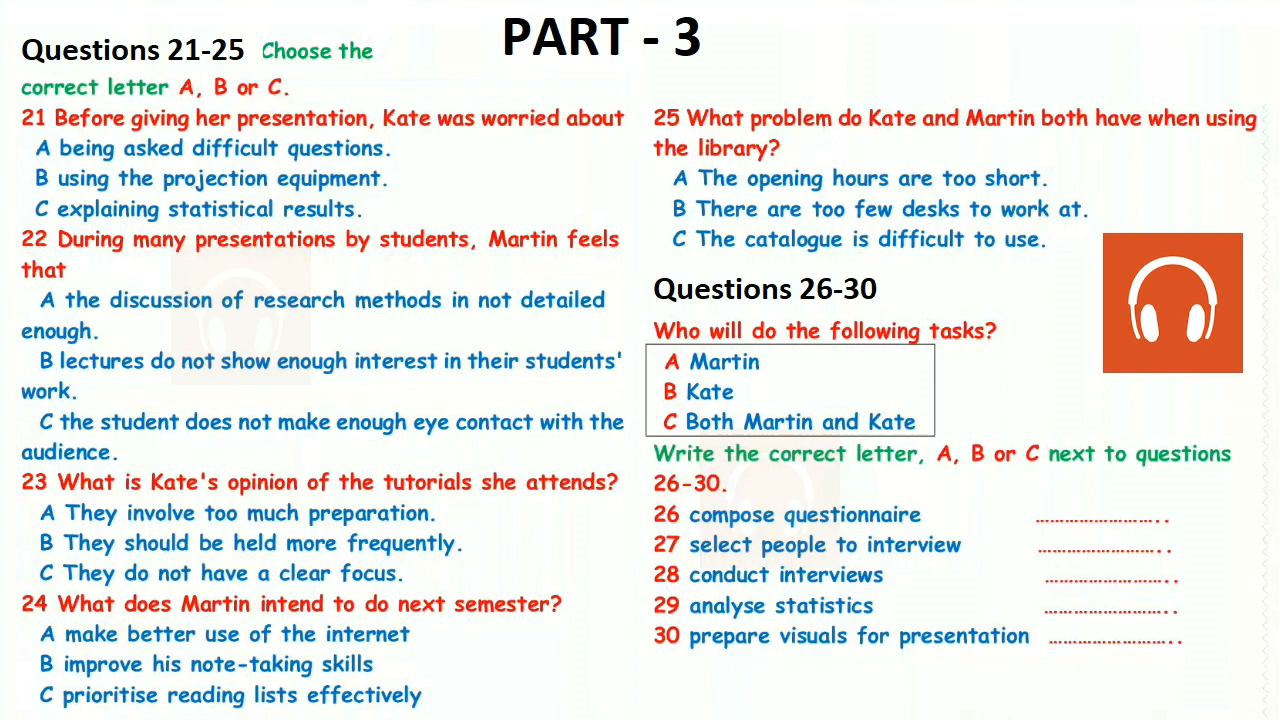 PART - 3
Questions 21-25 Choose the
correct letter A, B or C.
21 Before giving her presentation, Kate was worried about
A being asked difficult questions.
B using the projection equipment.
C explaining statistical results.
22 During many presentations by students, Martin feels
that
A the discussion of research methods in not detailed
enough.
B lectures do not show enough interest in their students'
work.
C the student does not make enough eye contact with the
audience.
23 What is Kate's opinion of the tutorials she attends?
A They involve too much preparation.
B They should be held more frequently.
C They do not have a clear focus.
24 What does Martin intend to do next semester?
A make better use of the internet
B improve his note-taking skills
C prioritise reading lists effectively
25 What problem do Kate and Martin both have when using
the library?
A The opening hours are too short.
B There are too few desks to work at.
C The catalogue is difficult to use.
Questions 26-30
Who will do the following tasks?
A Martin
B Kate
C Both Martin and Kate
Write the correct letter, A, B or C next to questions
26-30.
26 compose questionnaire ........................
27 select people to interview ........................
28 conduct interviews ........................
29 analyse statistics ........................
30 prepare visuals for presentation ........................